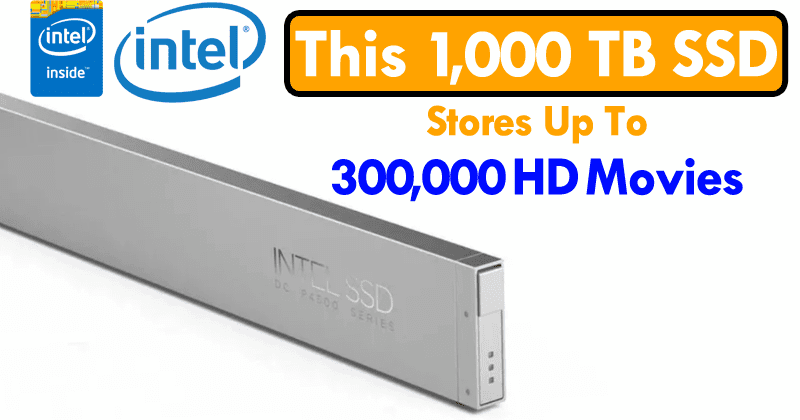 intel
inside™
intel®
This 1,000 TB SSD
Stores Up To
300,000 HD Movies
INTEL SSD
DC P4500 SERIES